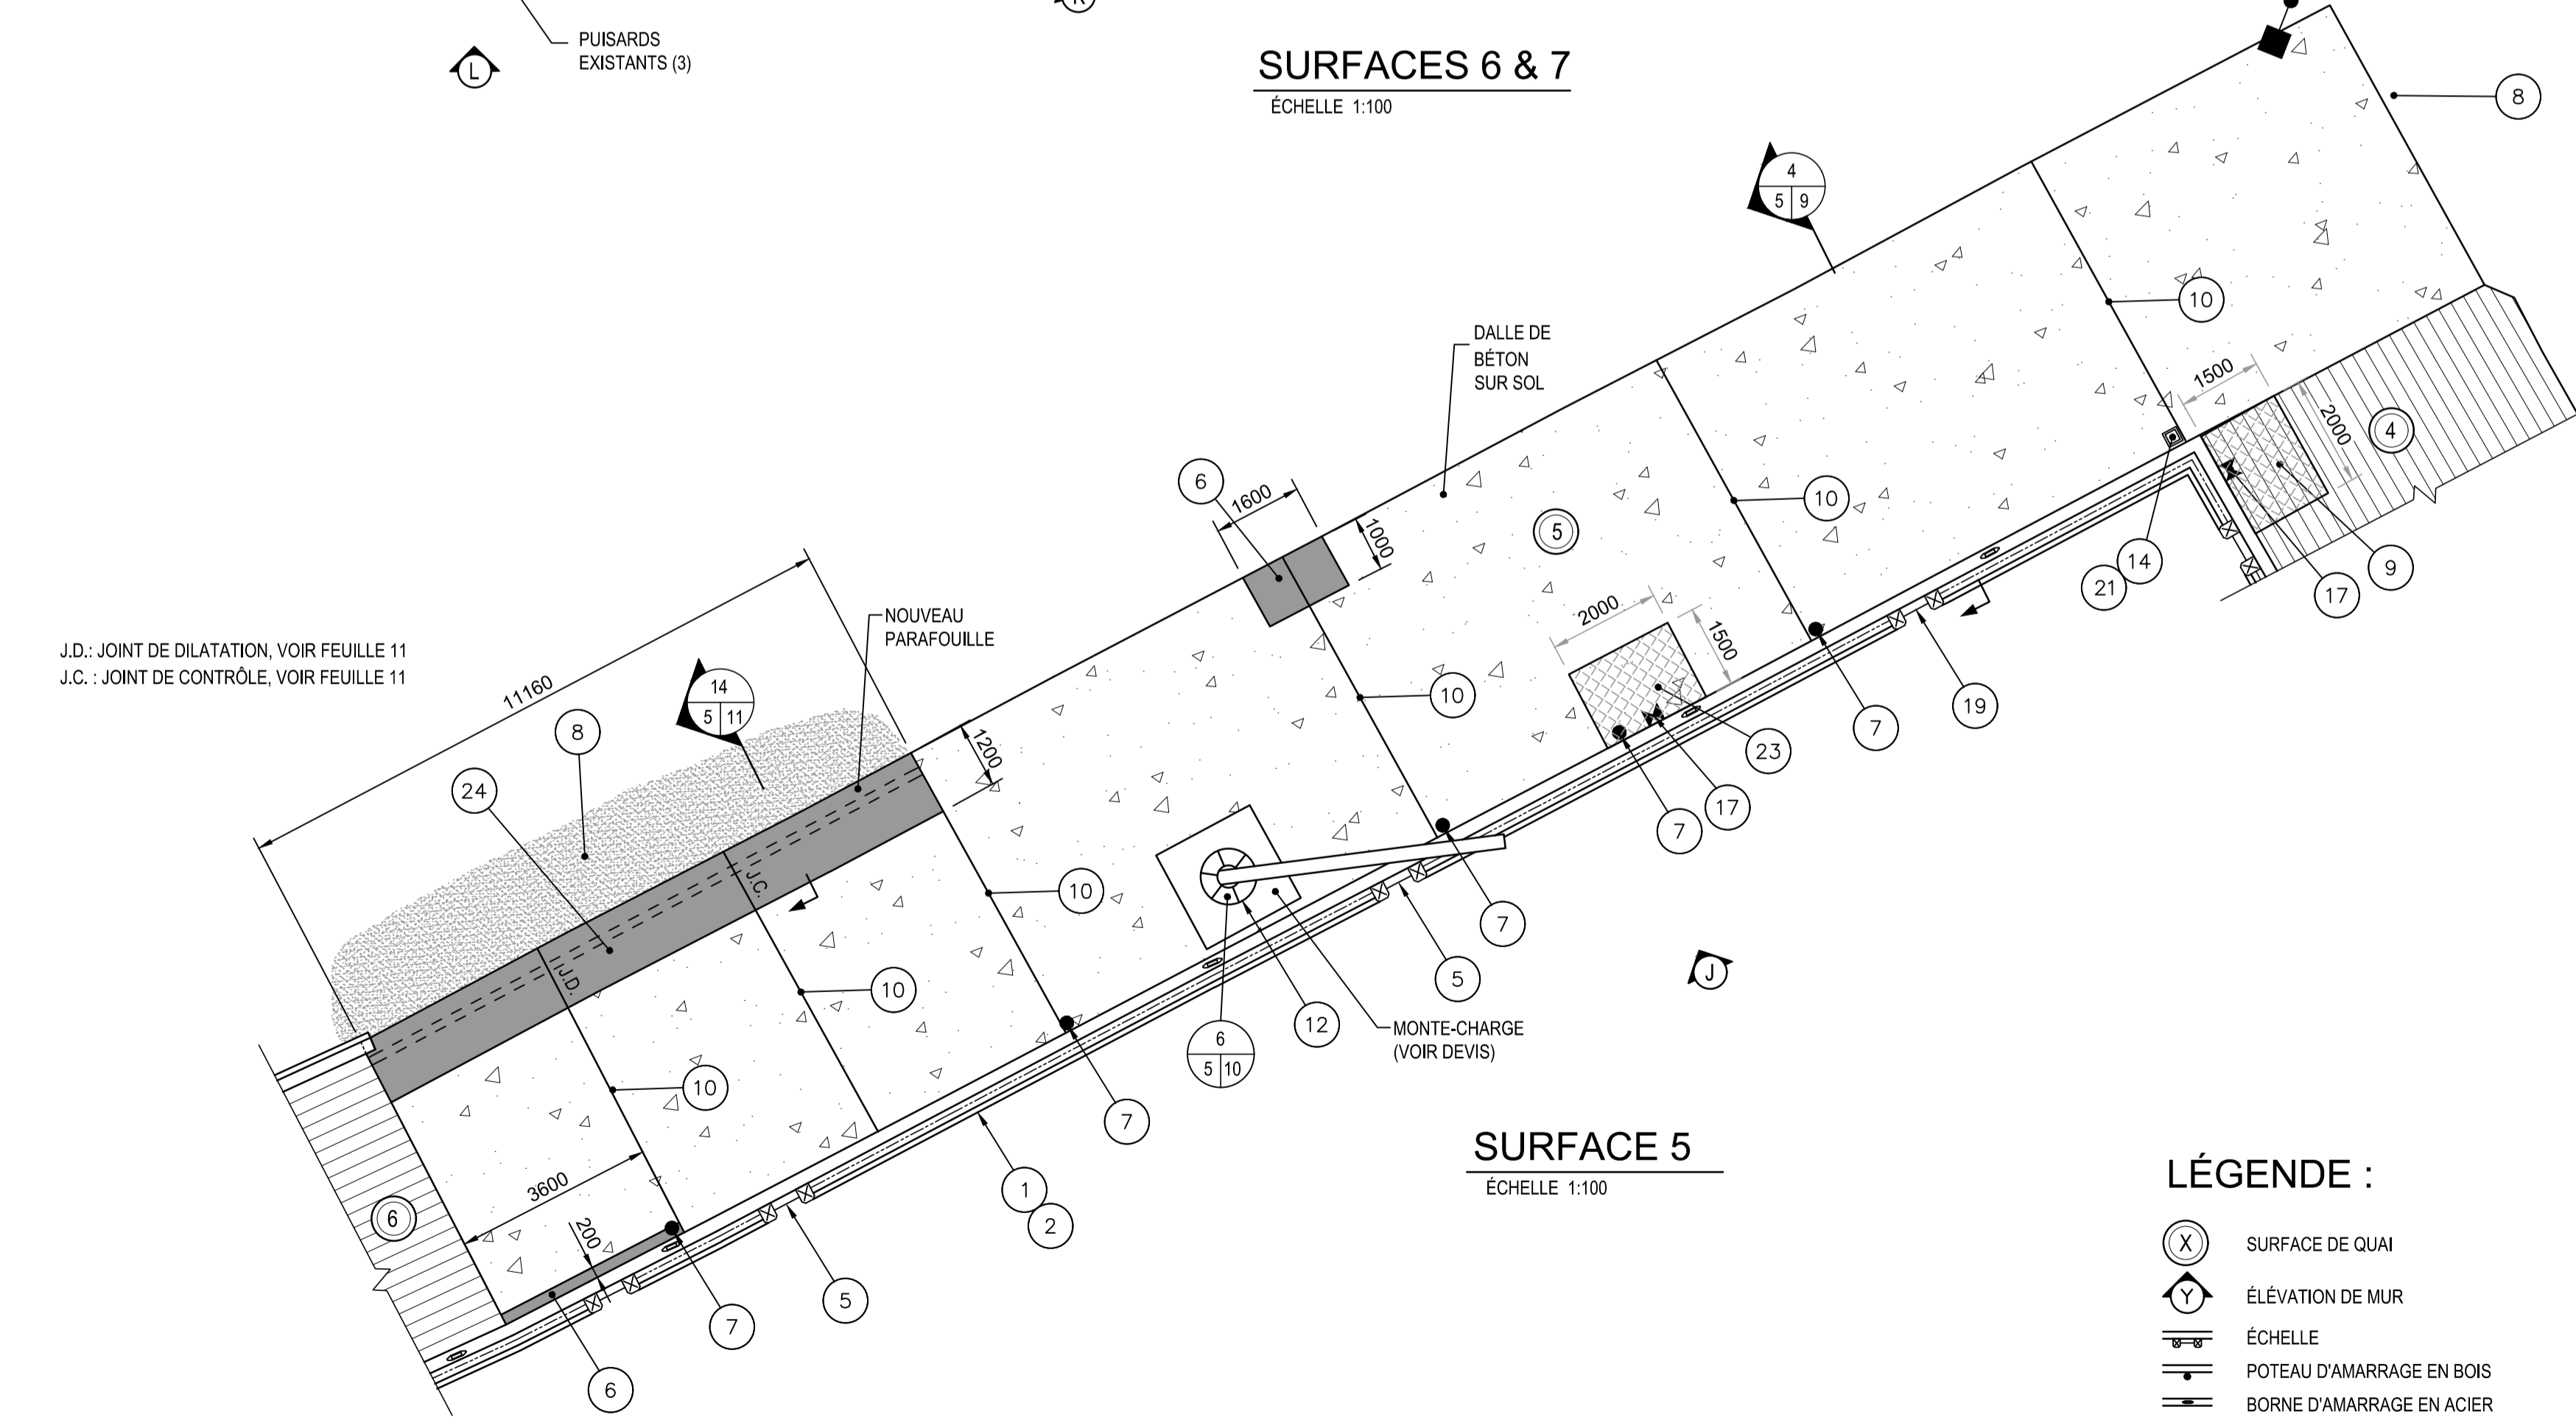 PUISARDS
EXISTANTS (3)
L
SURFACES 6 & 7
ÉCHELLE 1:100
8
4
5 9
10
DALLE DE
BÉTON
SUR SOL
1500
2000
4
6
1600
1000
5
10
14
21
17
9
2000
1500
J.D.: JOINT DE DILATATION, VOIR FEUILLE 11
J.C. : JOINT DE CONTRÔLE, VOIR FEUILLE 11
11160
NOUVEAU
PARAFOUILLE
14
5 11
8
24
1200
10
7
19
23
17
7
J.C.
J.D.
10
10
7
5
J
12
MONTE-CHARGE
(VOIR DEVIS)
6
5 10
10
7
3600
1
2
SURFACE 5
ÉCHELLE 1:100
6
200
5
7
6
LÉGENDE :
X SURFACE DE QUAI
Y ÉLÉVATION DE MUR
ÉCHELLE
POTEAU D'AMARRAGE EN BOIS
BORNE D'AMARRAGE EN ACIER